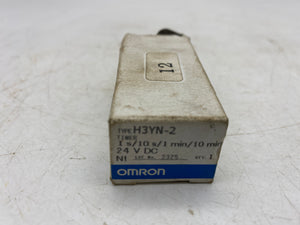 12
TYPE H3YN-2
TIMER
1 s/10 s/1 min/10 min
24 V DC
N1 LOT No. 2325 QTY. 1
OMRON